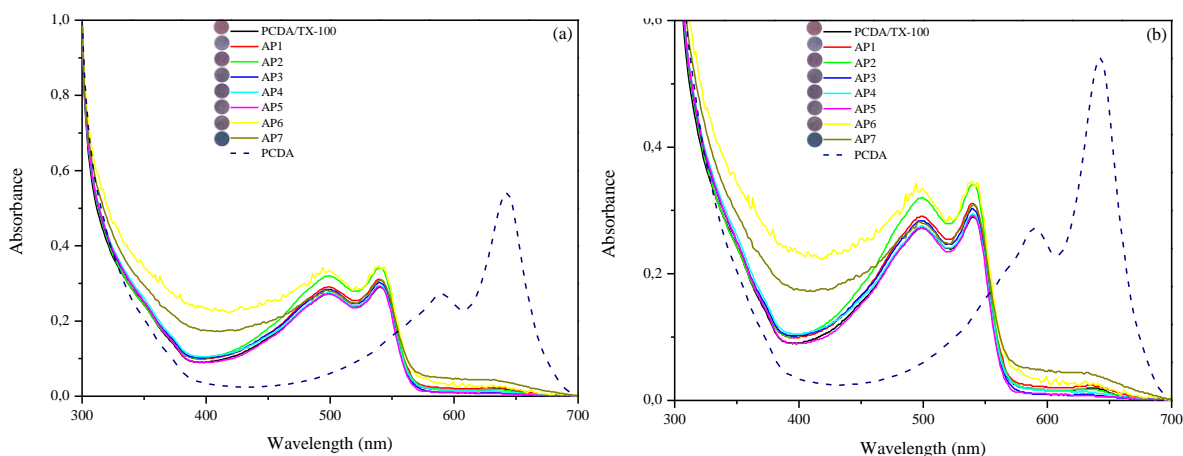 1,0
0,8
0,6
0,4
0,2
0,0
300
400
500
600
700
Wavelength (nm)
Absorbance
(a)
PCDA/TX-100
AP1
AP2
AP3
AP4
AP5
AP6
AP7
PCDA
0,6
0,4
0,2
0,0
300
400
500
600
700
Wavelength (nm)
Absorbance
(b)
PCDA/TX-100
AP1
AP2
AP3
AP4
AP5
AP6
AP7
PCDA